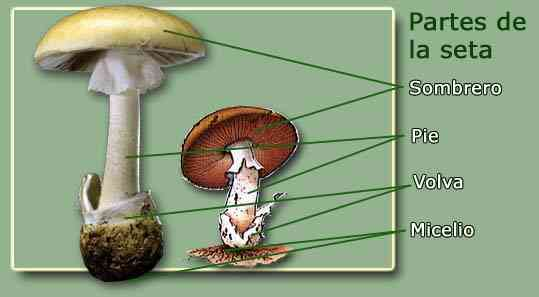 Partes de
la seta
Sombrero
Pie
Volva
Micelio